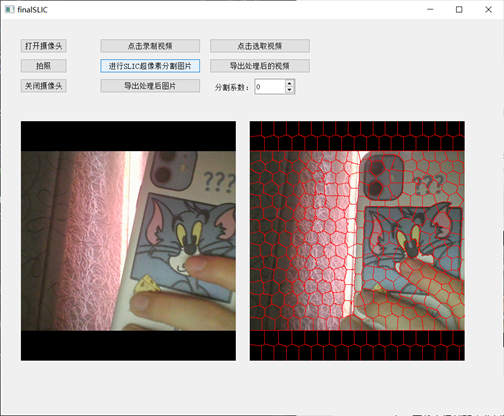 finalSLIC
打开摄像头
点击录制视频
点击选取视频
拍照
进行SLIC超像素分割图片
导出处理后的视频
关闭摄像头
导出处理后图片
分割系数： 0
???
???